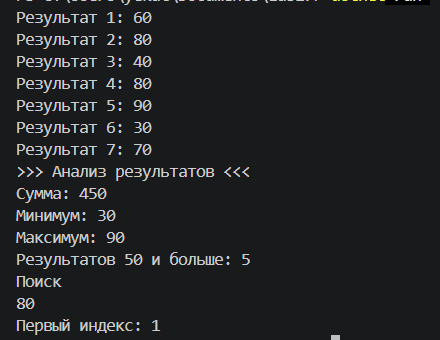 Результат 1: 60
Результат 2: 80
Результат 3: 40
Результат 4: 80
Результат 5: 90
Результат 6: 30
Результат 7: 70
>>> Анализ результатов <<<
Сумма: 450
Минимум: 30
Максимум: 90
Результатов 50 и больше: 5
Поиск
80
Первый индекс: 1